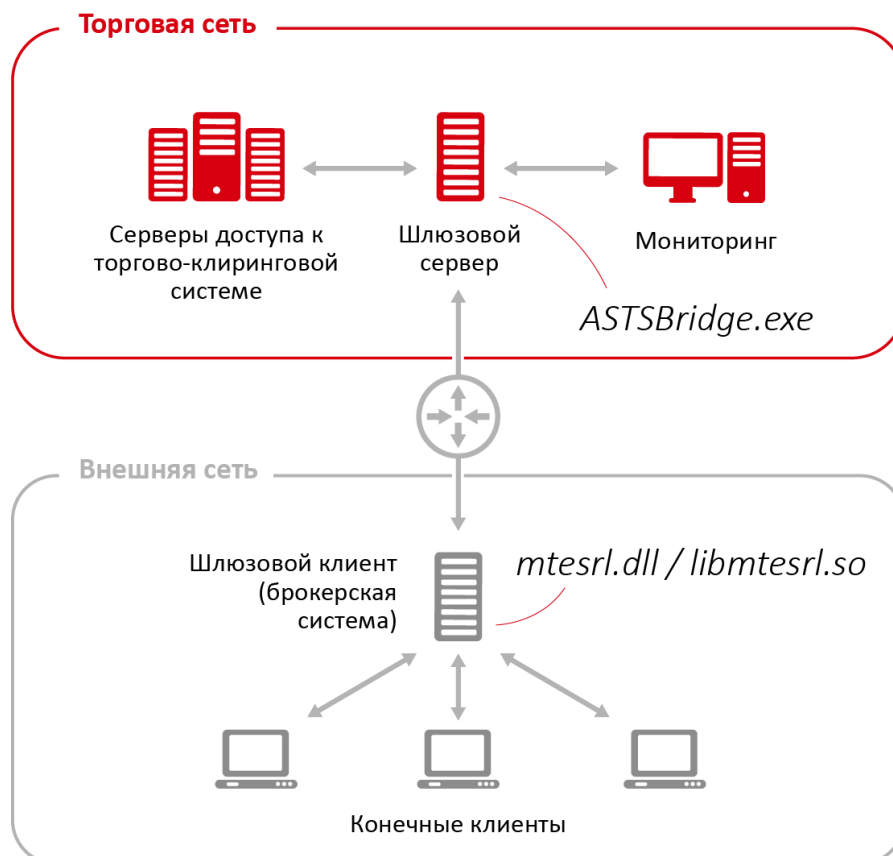 Торговая сеть
Серверы доступа к
торгово-клиринговой
системе
Шлюзовой
сервер
Мониторинг
ASTSBridge.exe
Внешняя сеть
Шлюзовой клиент
(брокерская
система)
mtesrl.dll / libmtesrl.so
Конечные клиенты